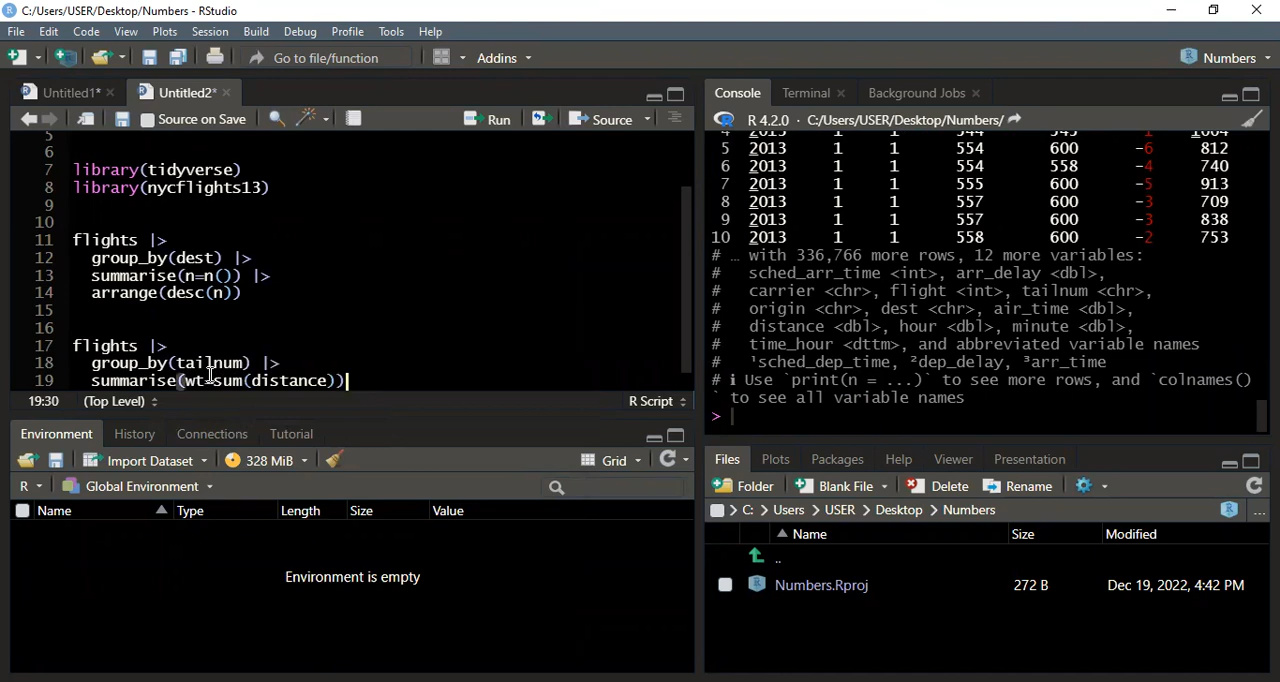 C:/Users/USER/Desktop/Numbers - RStudio
File Edit Code View Plots Session Build Debug Profile Tools Help
Go to file/function Addins Numbers
Untitled1* Untitled2*
Source on Save Run Source
5
6
7 library(tidyverse)
8 library(nycflights13)
9
10
11 flights |>
12 group_by(dest) |>
13 summarise(n=n()) |>
14 arrange(desc(n))
15
16
17 flights |>
18 group_by(tailnum) |>
19 summarise(wt=sum(distance))
19:30 (Top Level) R Script
Environment History Connections Tutorial
Import Dataset 328 MiB Grid
R Global Environment
Name Type Length Size Value
Environment is empty
Console Terminal Background Jobs
R 4.2.0 · C:/Users/USER/Desktop/Numbers/
4 2013 1 1 544 545 -1 1004
5 2013 1 1 554 600 -6 812
6 2013 1 1 554 558 -4 740
7 2013 1 1 555 600 -5 913
8 2013 1 1 557 600 -3 709
9 2013 1 1 557 600 -3 838
10 2013 1 1 558 600 -2 753
# … with 336,766 more rows, 12 more variables:
# sched_arr_time <int>, arr_delay <dbl>,
# carrier <chr>, flight <int>, tailnum <chr>,
# origin <chr>, dest <chr>, air_time <dbl>,
# distance <dbl>, hour <dbl>, minute <dbl>,
# time_hour <dttm>, and abbreviated variable names
# ¹sched_dep_time, ²dep_delay, ³arr_time
# ℹ Use `print(n = ...)` to see more rows, and `colnames()
` to see all variable names
>
Files Plots Packages Help Viewer Presentation
Folder Blank File Delete Rename
C: > Users > USER > Desktop > Numbers
Name Size Modified
..
Numbers.Rproj 272 B Dec 19, 2022, 4:42 PM